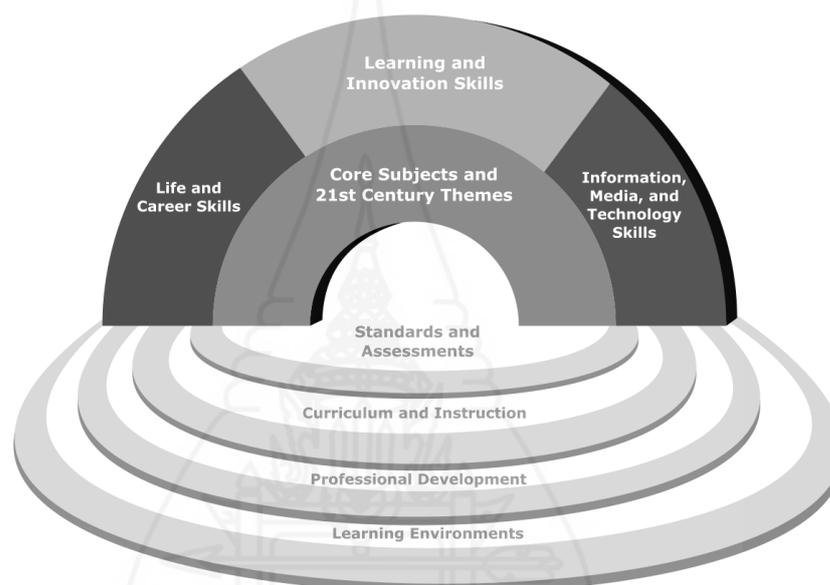 Learning and
Innovation Skills
Core Subjects and
21st Century Themes
Life and
Career Skills
Information,
Media, and
Technology
Skills
Standards and
Assessments
Curriculum and Instruction
Professional Development
Learning Environments